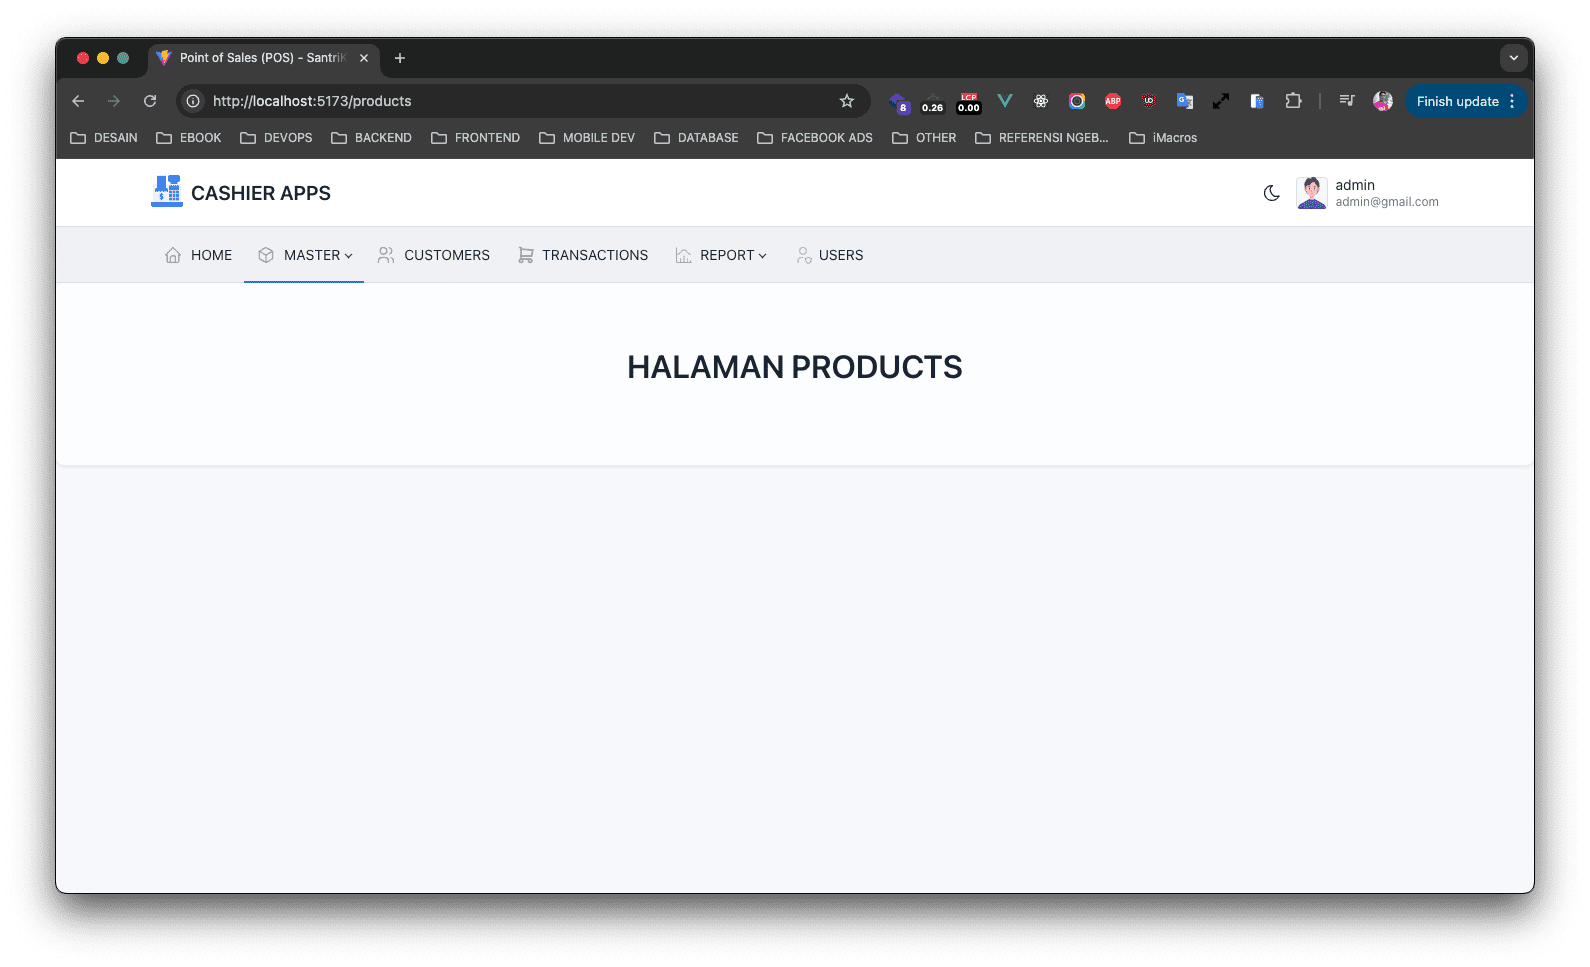 Point of Sales (POS) - SantriK
http://localhost:5173/products
8
0.26
LCP
0.00
ABP
Finish update
DESAIN EBOOK DEVOPS BACKEND FRONTEND MOBILE DEV DATABASE FACEBOOK ADS OTHER REFERENSI NGEB... iMacros
CASHIER APPS
admin
admin@gmail.com
HOME MASTER CUSTOMERS TRANSACTIONS REPORT USERS
HALAMAN PRODUCTS